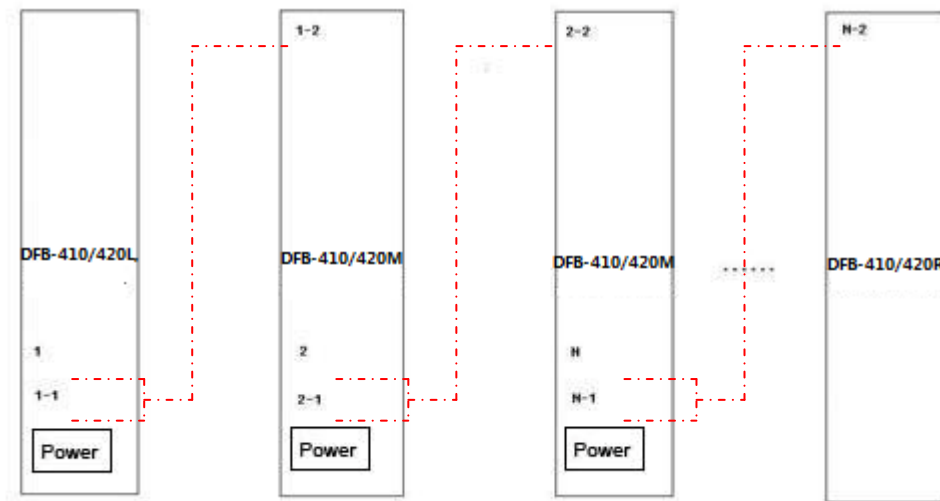 1-2
2-2
N-2
DFB-410/420L
DFB-410/420M
DFB-410/420M
......
DFB-410/420R
1
2
N
1-1
2-1
N-1
Power
Power
Power